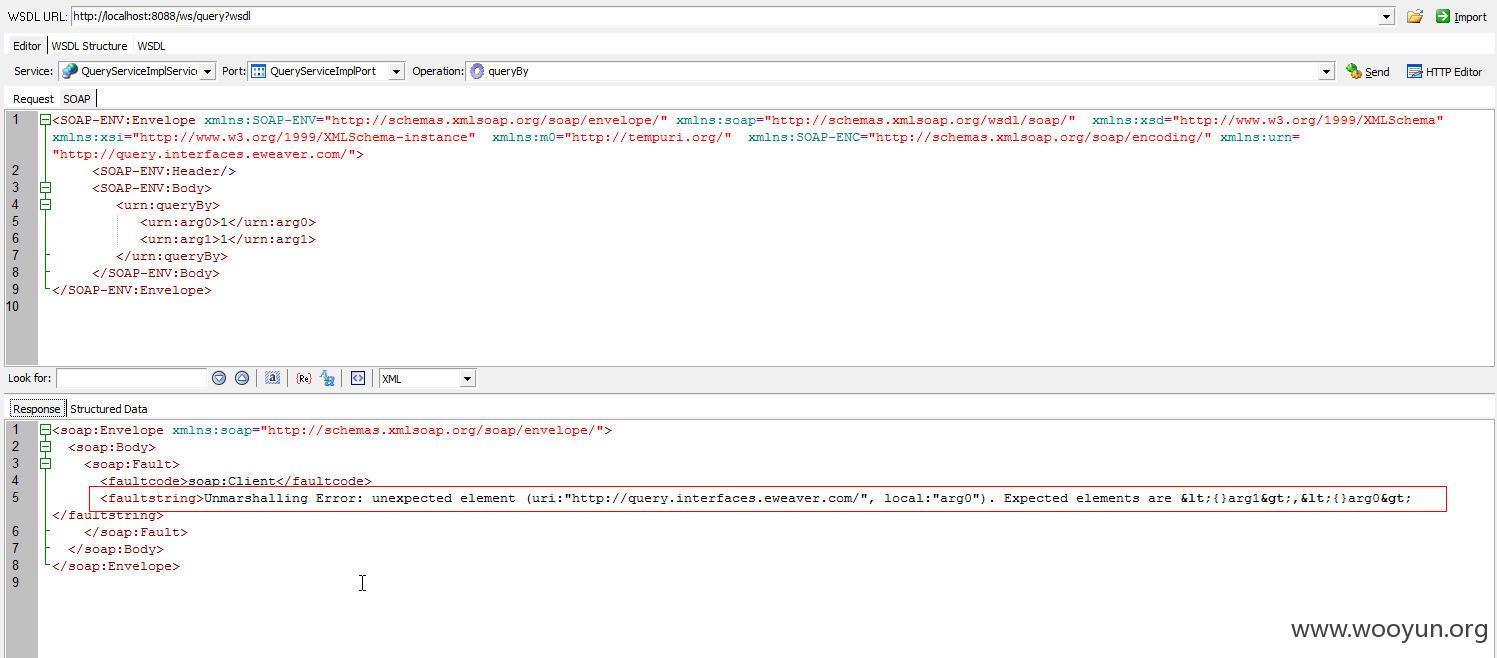 WSDL URL: http://localhost:8088/ws/query?wsdl Import
Editor WSDL Structure WSDL
Service: QueryServiceImplServic Port: QueryServiceImplPort Operation: queryBy Send HTTP Editor
Request SOAP
1 <SOAP-ENV:Envelope xmlns:SOAP-ENV="http://schemas.xmlsoap.org/soap/envelope/" xmlns:soap="http://schemas.xmlsoap.org/wsdl/soap/" xmlns:xsd="http://www.w3.org/1999/XMLSchema"
xmlns:xsi="http://www.w3.org/1999/XMLSchema-instance" xmlns:m0="http://tempuri.org/" xmlns:SOAP-ENC="http://schemas.xmlsoap.org/soap/encoding/" xmlns:urn=
"http://query.interfaces.eweaver.com/">
2 <SOAP-ENV:Header/>
3 <SOAP-ENV:Body>
4 <urn:queryBy>
5 <urn:arg0>1</urn:arg0>
6 <urn:arg1>1</urn:arg1>
7 </urn:queryBy>
8 </SOAP-ENV:Body>
9 </SOAP-ENV:Envelope>
10
Look for: a {Re} XML
Response Structured Data
1 <soap:Envelope xmlns:soap="http://schemas.xmlsoap.org/soap/envelope/">
2 <soap:Body>
3 <soap:Fault>
4 <faultcode>soap:Client</faultcode>
5 <faultstring>Unmarshalling Error: unexpected element (uri:"http://query.interfaces.eweaver.com/", local:"arg0"). Expected elements are &lt;{}arg1&gt;,&lt;{}arg0&gt;
</faultstring>
6 </soap:Fault>
7 </soap:Body>
8 </soap:Envelope>
9
www.wooyun.org